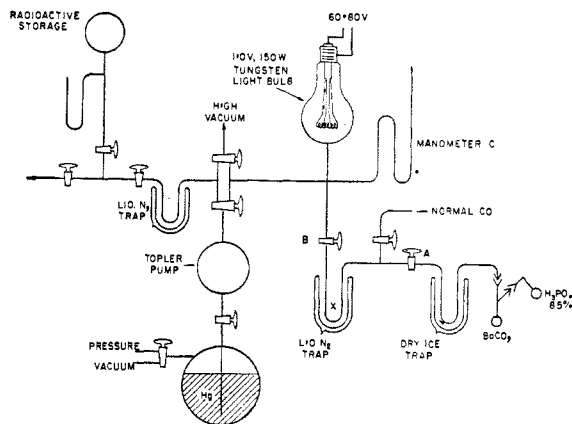 RADIOACTIVE
STORAGE
60~80V
110V, 150W
TUNGSTEN
LIGHT BULB
HIGH
VACUUM
MANOMETER C
NORMAL CO
LIQ. N2
TRAP
B
A
TOPLER
PUMP
X
H3PO4
85%
LIQ N2
TRAP
DRY ICE
TRAP
BaCO3
PRESSURE
VACUUM
Hg